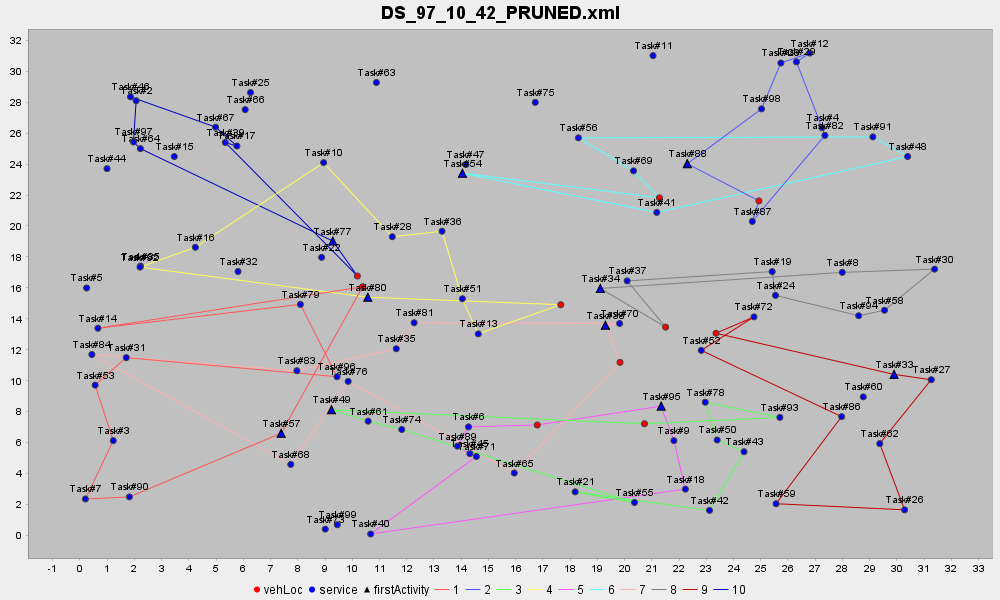 DS_97_10_42_PRUNED.xml
32
30
28
26
24
22
20
18
16
14
12
10
8
6
4
2
0
Task#11
Task#12
Task#63
Task#25
Task#2
Task#66
Task#75
Task#98
Task#67
Task#4
Task#82
Task#97
Task#64
Task#17
Task#56
Task#91
Task#15
Task#10
Task#47
Task#54
Task#88
Task#48
Task#44
Task#69
Task#41
Task#87
Task#77
Task#28
Task#36
Task#16
Task#22
Task#32
Task#19
Task#8
Task#30
Task#5
Task#34
Task#37
Task#80
Task#51
Task#24
Task#79
Task#94
Task#58
Task#14
Task#81
Task#13
Task#70
Task#72
Task#84
Task#31
Task#35
Task#52
Task#83
Task#76
Task#33
Task#27
Task#53
Task#60
Task#49
Task#95
Task#78
Task#61
Task#74
Task#6
Task#93
Task#86
Task#3
Task#57
Task#89
Task#71
Task#9
Task#50
Task#43
Task#62
Task#68
Task#65
Task#7
Task#90
Task#21
Task#55
Task#18
Task#42
Task#59
Task#26
Task#99
Task#40
-1 0 1 2 3 4 5 6 7 8 9 10 11 12 13 14 15 16 17 18 19 20 21 22 23 24 25 26 27 28 29 30 31 32 33
vehLoc service firstActivity 1 2 3 4 5 6 7 8 9 10